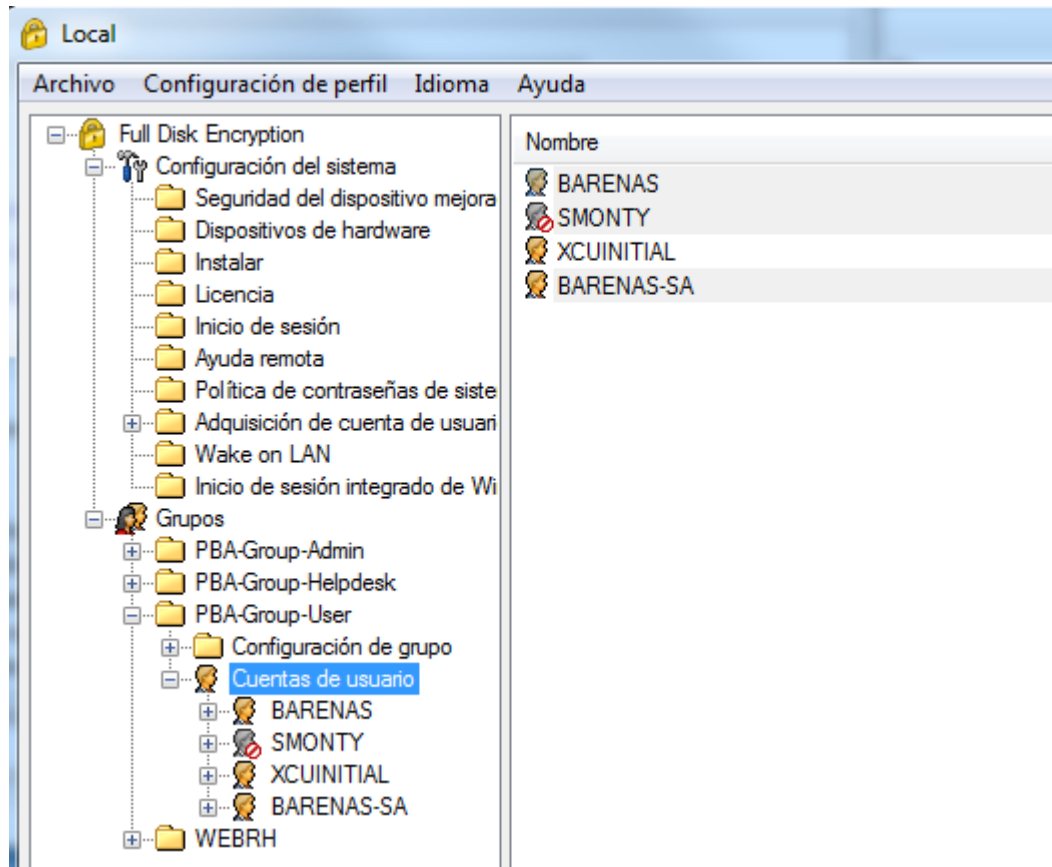 Local
Archivo Configuración de perfil Idioma Ayuda
Full Disk Encryption
Configuración del sistema
Seguridad del dispositivo mejora
Dispositivos de hardware
Instalar
Licencia
Inicio de sesión
Ayuda remota
Política de contraseñas de siste
Adquisición de cuenta de usuari
Wake on LAN
Inicio de sesión integrado de Wi
Grupos
PBA-Group-Admin
PBA-Group-Helpdesk
PBA-Group-User
Configuración de grupo
Cuentas de usuario
BARENAS
SMONTY
XCUINITIAL
BARENAS-SA
WEBRH
Nombre
BARENAS
SMONTY
XCUINITIAL
BARENAS-SA